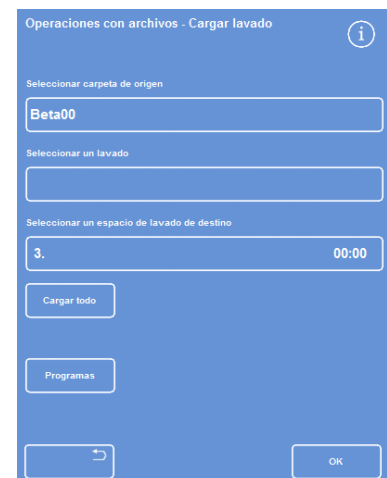 Operaciones con archivos - Cargar lavado
i
Seleccionar carpeta de origen
Beta00
Seleccionar un lavado
Seleccionar un espacio de lavado de destino
3. 00:00
Cargar todo
Programas
OK